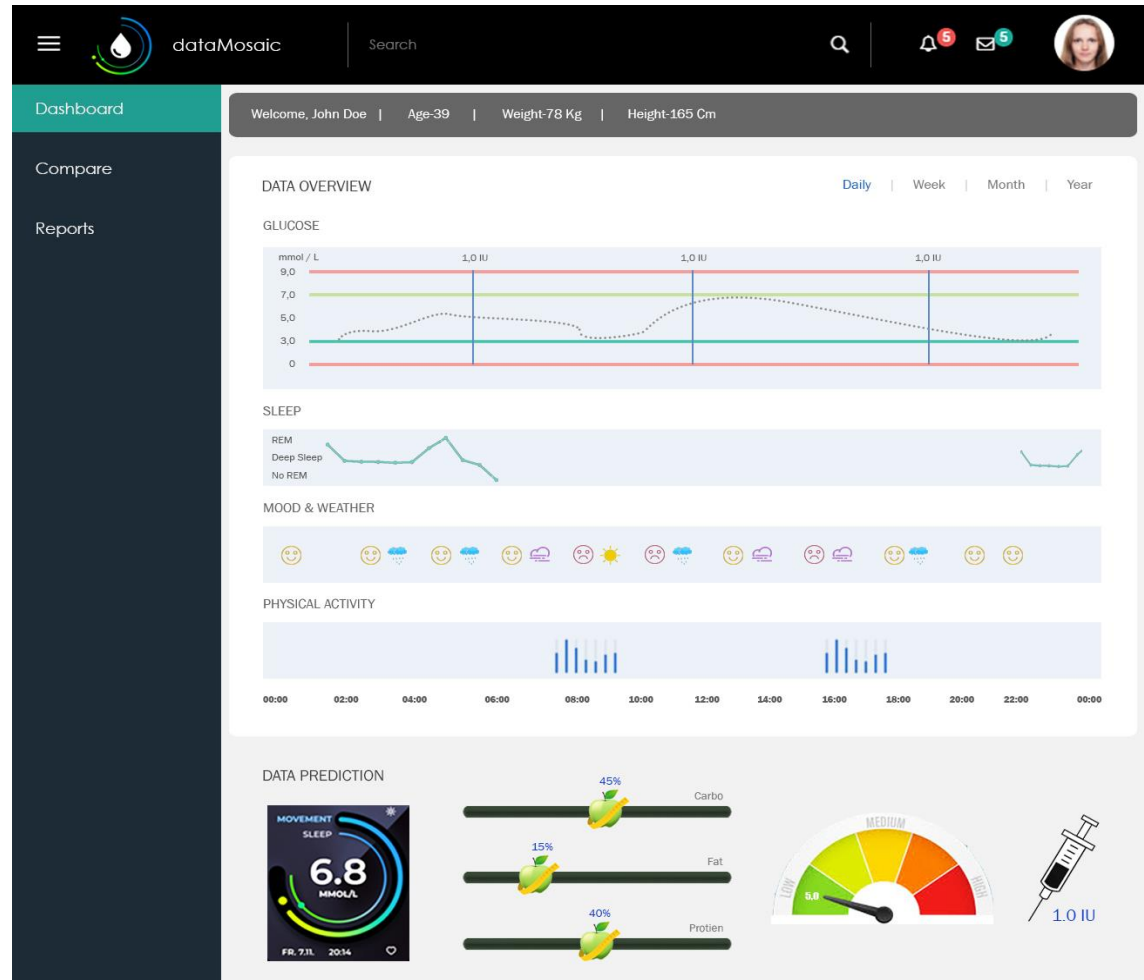 dataMosaic
Search
5
5
Dashboard
Compare
Reports
Welcome, John Doe | Age-39 | Weight-78 Kg | Height-165 Cm
DATA OVERVIEW
Daily | Week | Month | Year
GLUCOSE
mmol / L
1,0 IU 1,0 IU 1,0 IU
9,0
7,0
5,0
3,0
0
SLEEP
REM
Deep Sleep
No REM
MOOD & WEATHER
PHYSICAL ACTIVITY
00:00 02:00 04:00 06:00 08:00 10:00 12:00 14:00 16:00 18:00 20:00 22:00 00:00
DATA PREDICTION
MOVEMENT
SLEEP
6.8
MMOL/L
FR. 7.11. 20:14
45%
Carbo
15%
Fat
40%
Protien
LOW
MEDIUM
HIGH
5.0
1.0 IU